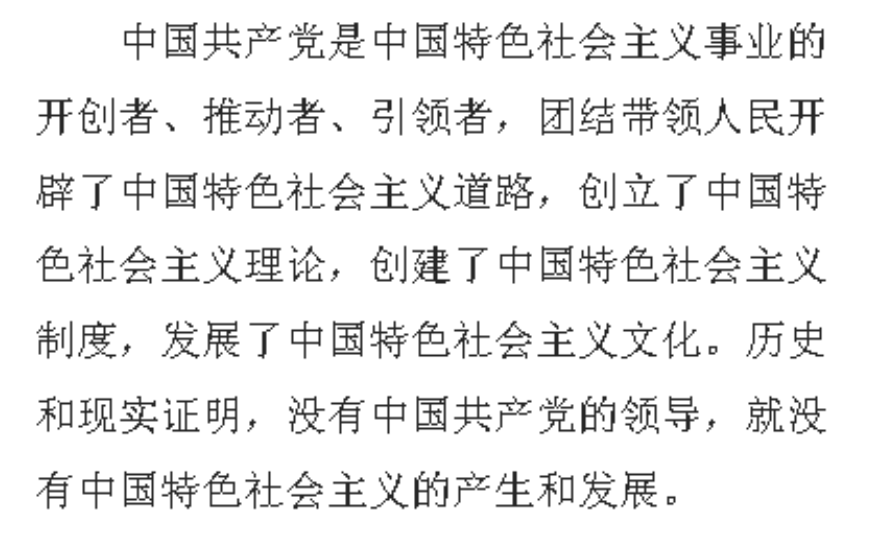 中国共产党是中国特色社会主义事业的
开创者、推动者、引领者，团结带领人民开
辟了中国特色社会主义道路，创立了中国特
色社会主义理论，创建了中国特色社会主义
制度，发展了中国特色社会主义文化。历史
和现实证明，没有中国共产党的领导，就没
有中国特色社会主义的产生和发展。